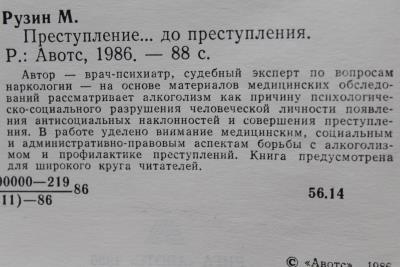 Рузин М.
Преступление... до преступления.
Р.: Авотс, 1986. — 88 с.
Автор — врач-психиатр, судебный эксперт по вопросам
наркологии — на основе материалов медицинских обследо-
ваний рассматривает алкоголизм как причину психологиче-
ско-социального разрушения человеческой личности появления
антисоциальных наклонностей и совершения преступле-
ния. В работе уделено внимание медицинским, социальным
и административно-правовым аспектам борьбы с алкоголиз-
мом и профилактике преступлений. Книга предусмотрена
для широкого круга читателей.
00000—219
11)—86
86
56.14
© «Авотс», 1986